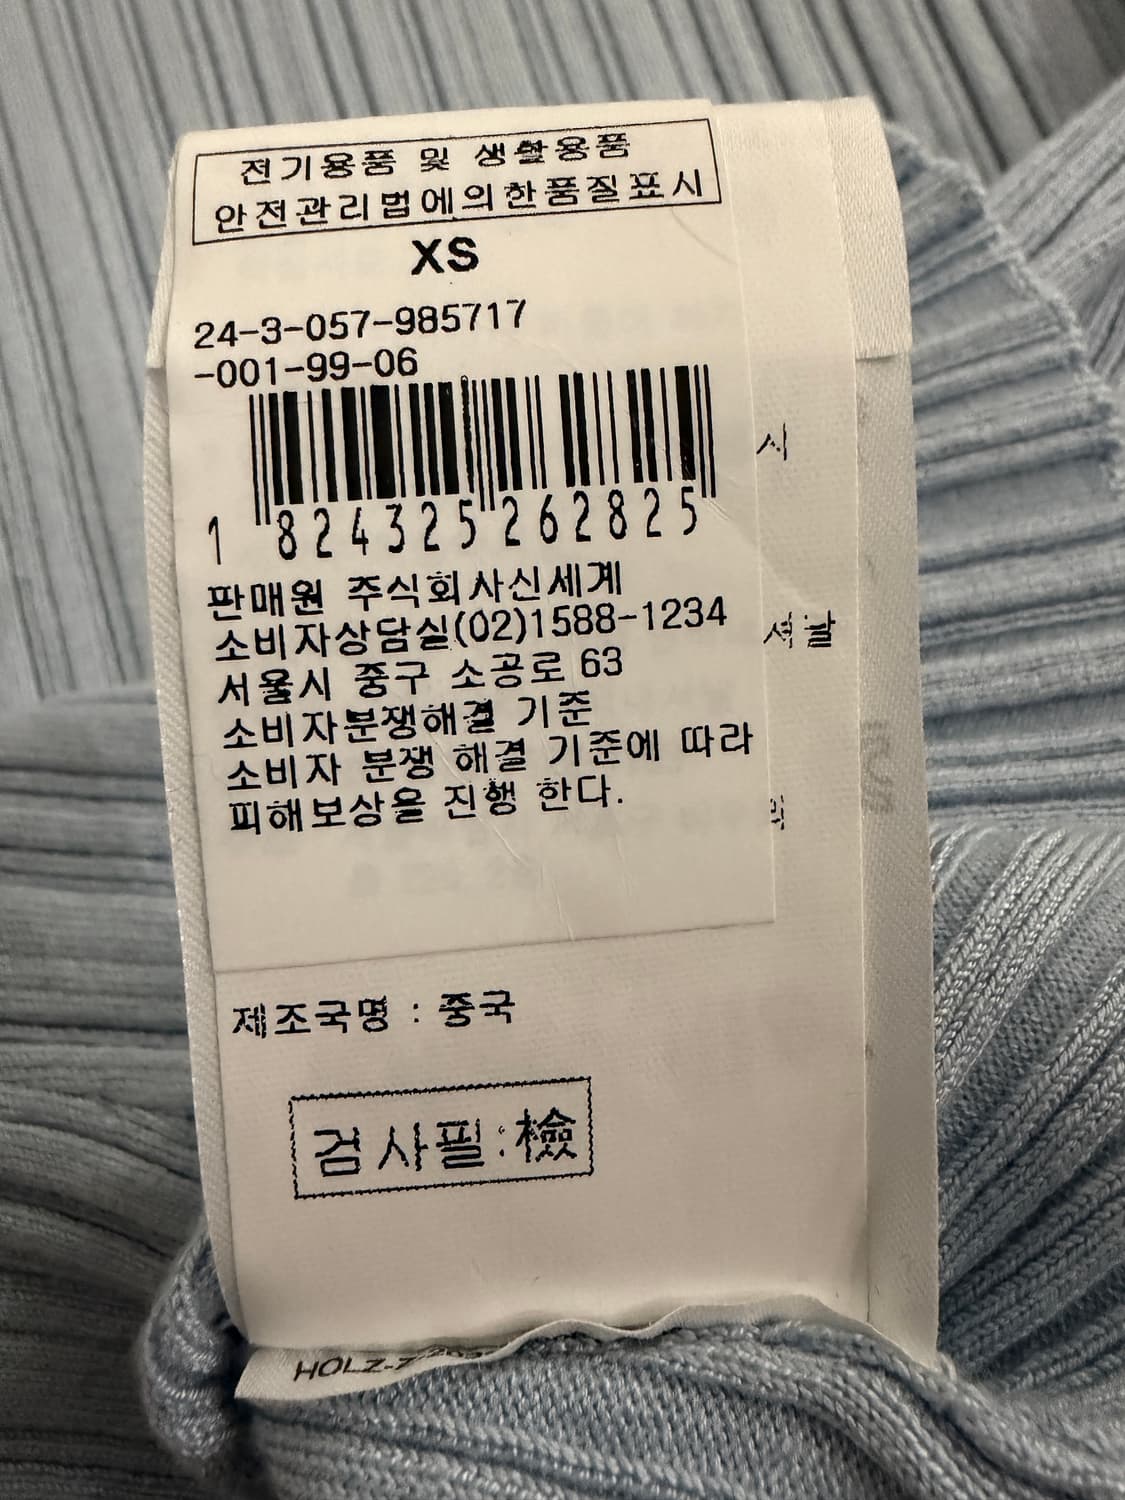 전기용품 및 생활용품
안전관리법에의한품질표시
XS
24-3-057-985717
-001-99-06
1 824325 262825
시
판매원 주식회사신세계
소비자상담실(02)1588-1234
셔날
서울시 중구 소공로 63
소비자분쟁해결 기준
소비자 분쟁 해결 기준에 따라
피해보상을 진행 한다.
제조국명 : 중국
검사필:檢